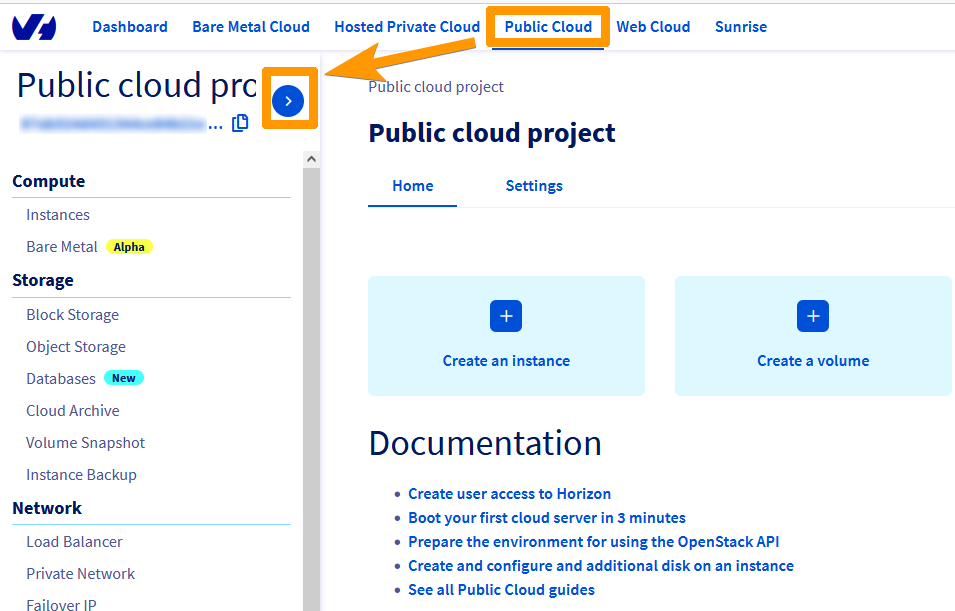 Dashboard Bare Metal Cloud Hosted Private Cloud Public Cloud Web Cloud Sunrise
Public cloud pro
...
Compute
Instances
Bare Metal Alpha
Storage
Block Storage
Object Storage
Databases New
Cloud Archive
Volume Snapshot
Instance Backup
Network
Load Balancer
Private Network
Failover IP
Public cloud project
Public cloud project
Home Settings
Create an instance Create a volume
Documentation
• Create user access to Horizon
• Boot your first cloud server in 3 minutes
• Prepare the environment for using the OpenStack API
• Create and configure and additional disk on an instance
• See all Public Cloud guides